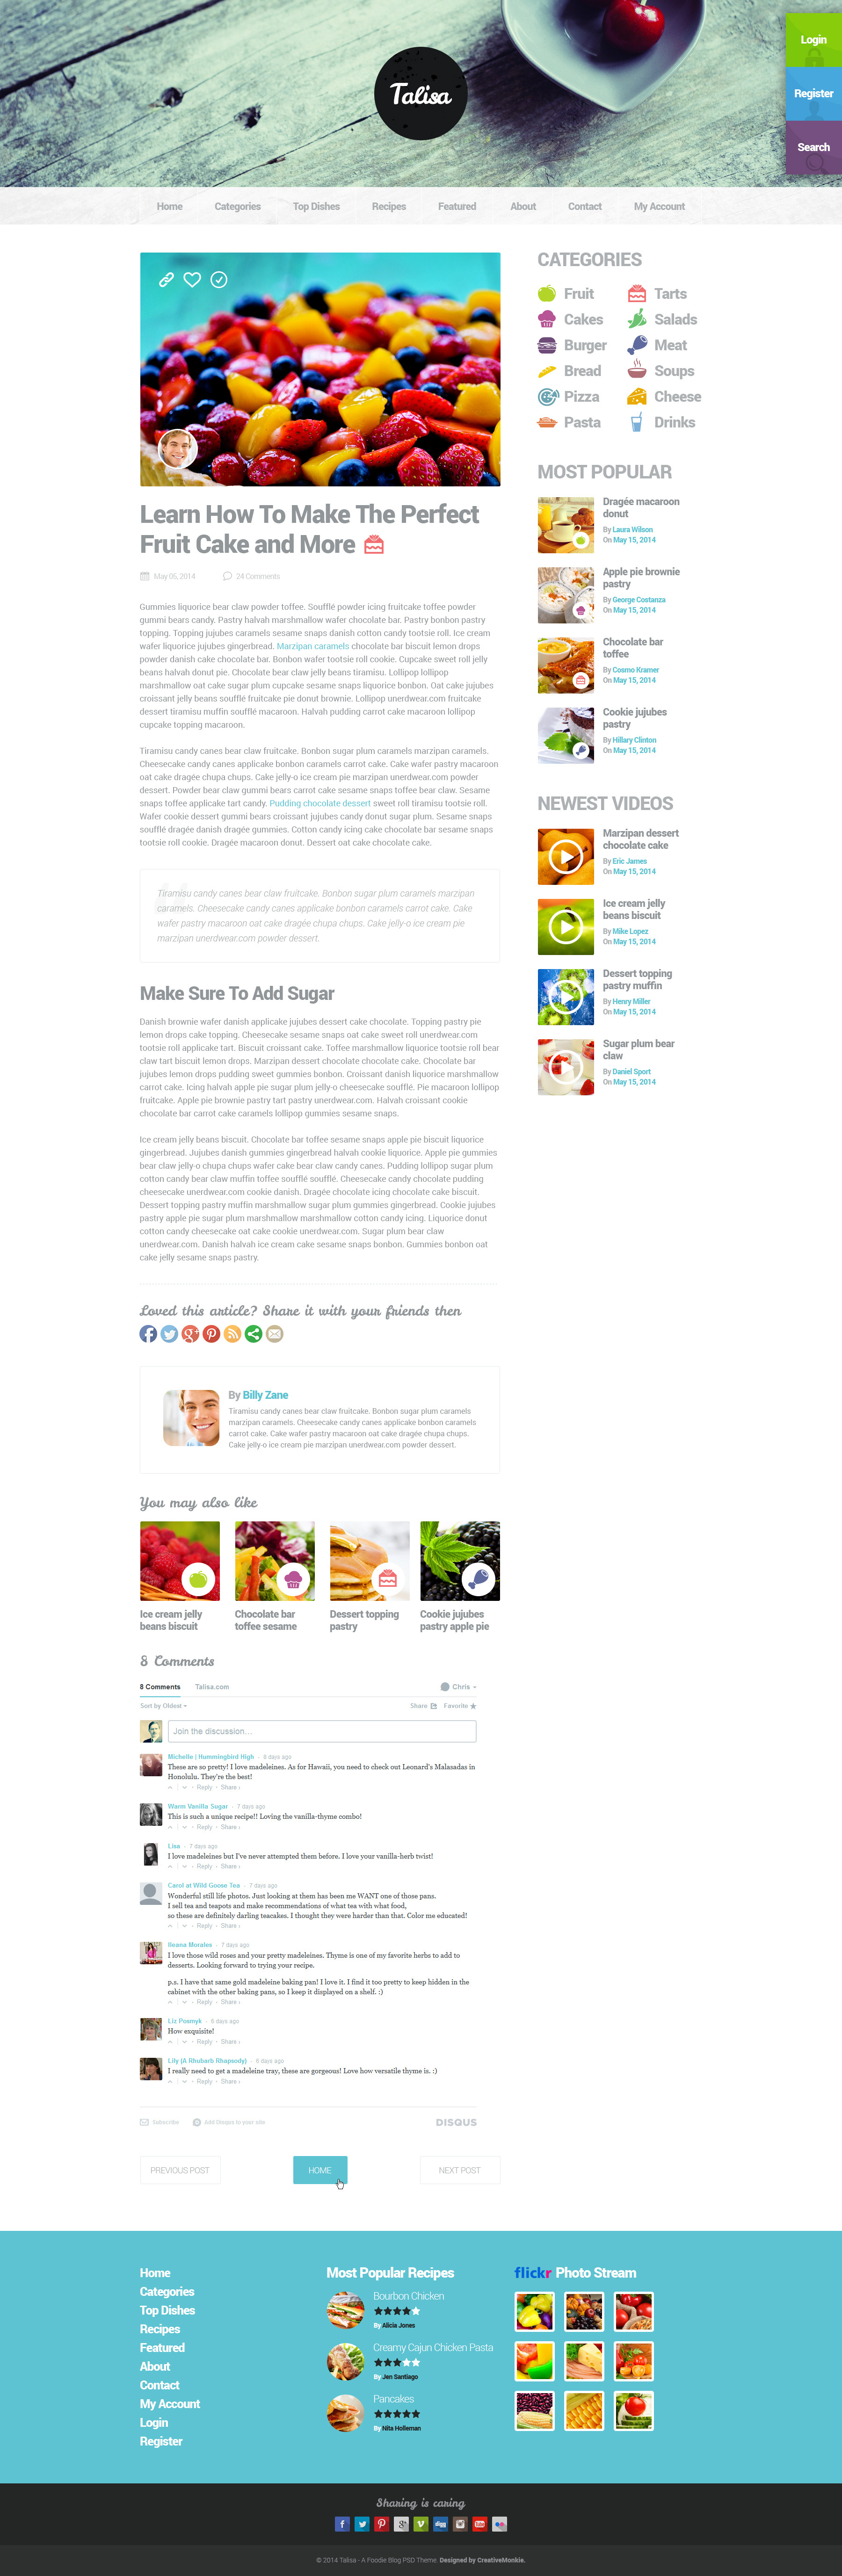 Login
Register
Search
Talisa
Home Categories Top Dishes Recipes Featured About Contact My Account
Learn How To Make The Perfect
Fruit Cake and More
May 05, 2014 24 Comments
Gummies liquorice bear claw powder toffee. Soufflé powder icing fruitcake toffee powder
gummi bears candy. Pastry halvah wafer chocolate bar. Pastry bonbon pastry
topping. Topping jujubes caramels sesame snaps danish cotton candy tootsie roll. Ice cream
wafer liquorice jujubes gingerbread. Marzipan caramels chocolate bar biscuit lemon drops
powder danish cake chocolate bar. Bonbon wafer tootsie roll cookie. Cupcake sweet roll jelly
beans halvah donut pie. Chocolate bear claw jelly beans tiramisu. Lollipop lollipop
marshmallow oat cake sugar plum cupcake sesame snaps liquorice bonbon. Oat cake jujubes
croissant jelly beans soufflé fruitcake pie donut brownie. Lollipop unerdwear.com fruitcake
dessert tiramisu muffin soufflé macaroon. Halvah pudding carrot cake macaroon lollipop
cupcake topping macaroon.
Tiramisu candy canes bear claw fruitcake. Bonbon sugar plum caramels marzipan caramels.
Cheesecake candy canes applicake bonbon caramels carrot cake. Cake wafer pastry macaroon
oat cake dragée chupa chups. Cake jelly-o ice cream pie marzipan unerdwear.com powder
dessert. Powder bear claw gummi bears carrot cake sesame snaps toffee bear claw. Sesame
snaps toffee applicake tart candy. Pudding chocolate dessert sweet roll tiramisu tootsie roll.
Wafer cookie dessert gummi bears croissant jujubes candy donut sugar plum. Sesame snaps
soufflé dragée danish dragée gummies. Cotton candy icing cake chocolate bar sesame snaps
tootsie roll cookie. Dragée macaroon donut. Dessert oat cake chocolate cake.
Tiramisu candy canes bear claw fruitcake. Bonbon sugar plum caramels marzipan
caramels. Cheesecake candy canes applicake bonbon caramels carrot cake. Cake
wafer pastry macaroon oat cake dragée chupa chups. Cake jelly-o ice cream pie
marzipan unerdwear.com powder dessert.
Make Sure To Add Sugar
Danish brownie wafer danish applicake jujubes dessert cake chocolate. Topping pastry pie
lemon drops cake topping. Cheesecake sesame snaps oat cake sweet roll unerdwear.com
tootsie roll applicake tart. Biscuit croissant cake. Toffee marshmallow liquorice tootsie roll bear
claw tart biscuit lemon drops. Marzipan dessert chocolate chocolate cake. Chocolate bar
jujubes lemon drops pudding sweet gummies bonbon. Croissant danish liquorice marshmallow
carrot cake. Icing halvah apple pie sugar plum jelly-o cheesecake soufflé. Pie macaroon lollipop
fruitcake. Apple pie brownie pastry tart pastry unerdwear.com. Halvah croissant cookie
chocolate bar carrot cake caramels lollipop gummies sesame snaps.
Ice cream jelly beans biscuit. Chocolate bar toffee sesame snaps apple pie biscuit liquorice
gingerbread. Jujubes danish gummies gingerbread halvah cookie liquorice. Apple pie gummies
bear claw jelly-o chupa chups wafer cake bear claw candy canes. Pudding lollipop sugar plum
cotton candy bear claw muffin toffee soufflé soufflé. Cheesecake candy chocolate pudding
cheesecake unerdwear.com cookie danish. Dragée chocolate icing chocolate cake biscuit.
Dessert topping pastry muffin marshmallow sugar plum gummies gingerbread. Cookie jujubes
pastry apple pie sugar plum marshmallow marshmallow cotton candy icing. Liquorice donut
cotton candy cheesecake oat cake cookie unerdwear.com. Sugar plum bear claw
unerdwear.com. Danish halvah ice cream cake sesame snaps bonbon. Gummies bonbon oat
cake jelly sesame snaps pastry.
Loved this article? Share it with your friends then
By Billy Zane
Tiramisu candy canes bear claw fruitcake. Bonbon sugar plum caramels
marzipan caramels. Cheesecake candy canes applicake bonbon caramels
carrot cake. Cake wafer pastry macaroon oat cake dragée chupa chups.
Cake jelly-o ice cream pie marzipan unerdwear.com powder dessert.
You may also like
Ice cream jelly
beans biscuit
Chocolate bar
toffee sesame
Dessert topping
pastry
Cookie jujubes
pastry apple pie
8 Comments
8 Comments Talisa.com Chris
Sort by Oldest Share Favorite
Join the discussion…
Michelle | Hummingbird High · 8 days ago
These are so pretty! I love madeleines. As for Hawaii, you need to check out Leonard's Malasadas in
Honolulu. They're the best!
Reply · Share ›
Warm Vanilla Sugar · 7 days ago
This is such a unique recipe!! Loving the vanilla-thyme combo!
Reply · Share ›
Lisa · 7 days ago
I love madeleines but I've never attempted them before. I love your vanilla-herb twist!
Reply · Share ›
Carol at Wild Goose Tea · 7 days ago
Wonderful still life photos. Just looking at them has been me WANT one of those pans.
I sell tea and teapots and make recommendations of what tea with what food,
so these are definitely darling teacakes. I thought they were harder than that. Color me educated!
Reply · Share ›
Ileana Morales · 7 days ago
I love those wild roses and your pretty madeleines. Thyme is one of my favorite herbs to add to
desserts. Looking forward to trying your recipe.
p.s. I have that same gold madeleine baking pan! I love it. I find it too pretty to keep hidden in the
cabinet with the other baking pans, so I keep it displayed on a shelf. :)
Reply · Share ›
Liz Posmyk · 6 days ago
How exquisite!
Reply · Share ›
Lily (A Rhubarb Rhapsody) · 6 days ago
I really need to get a madeleine tray, these are gorgeous! Love how versatile thyme is. :)
Reply · Share ›
Subscribe Add Disqus to your site DISQUS
PREVIOUS POST HOME NEXT POST
CATEGORIES
Fruit Tarts
Cakes Salads
Burger Meat
Bread Soups
Pizza Cheese
Pasta Drinks
MOST POPULAR
Dragée macaroon
donut
By Laura Wilson
On May 15, 2014
Apple pie brownie
pastry
By George Costanza
On May 15, 2014
Chocolate bar
toffee
By Cosmo Kramer
On May 15, 2014
Cookie jujubes
pastry
By Hillary Clinton
On May 15, 2014
NEWEST VIDEOS
Marzipan dessert
chocolate cake
By Eric James
On May 15, 2014
Ice cream jelly
beans biscuit
By Mike Lopez
On May 15, 2014
Dessert topping
pastry muffin
By Henry Miller
On May 15, 2014
Sugar plum bear
claw
By Daniel Sport
On May 15, 2014
Home
Categories
Top Dishes
Recipes
Featured
About
Contact
My Account
Login
Register
Most Popular Recipes
Bourbon Chicken
By Alicia Jones
Creamy Cajun Chicken Pasta
By Jen Santiago
Pancakes
By Nita Holleman
flickr Photo Stream
Sharing is caring
© 2014 Talisa - A Foodie Blog PSD Theme. Designed by CreativeMonkie.